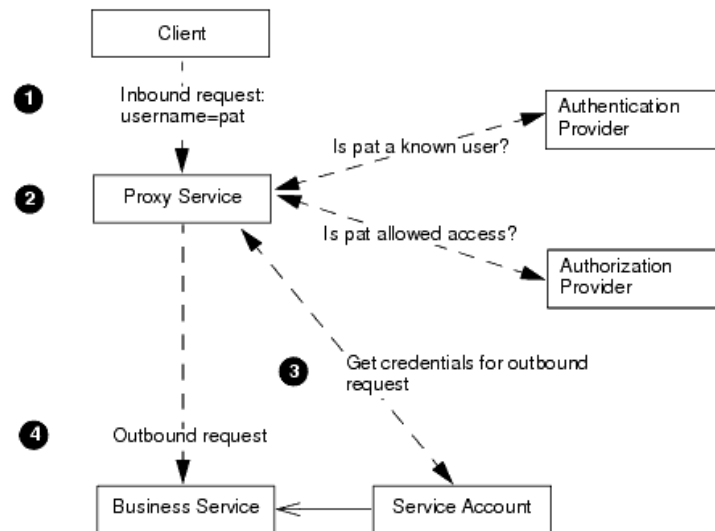 Client
1
Inbound request:
username=pat
Authentication
Provider
Is pat a known user?
2
Proxy Service
Is pat allowed access?
Authorization
Provider
3
Get credentials for outbound
request
4
Outbound request
Business Service
Service Account